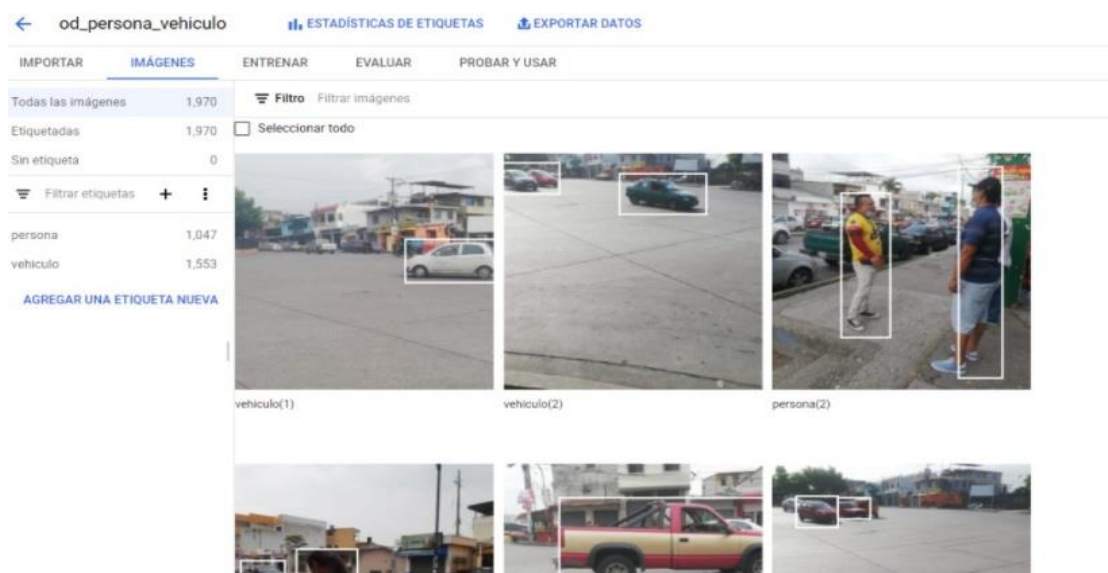 od_persona_vehiculo ESTADÍSTICAS DE ETIQUETAS EXPORTAR DATOS
IMPORTAR IMÁGENES ENTRENAR EVALUAR PROBAR Y USAR
Todas las imágenes 1,970
Filtro Filtrar imágenes
Etiquetadas 1,970
Seleccionar todo
Sin etiqueta 0
Filtrar etiquetas
persona 1,047
vehiculo 1,553
AGREGAR UNA ETIQUETA NUEVA
vehiculo(1) vehiculo(2) persona(2)